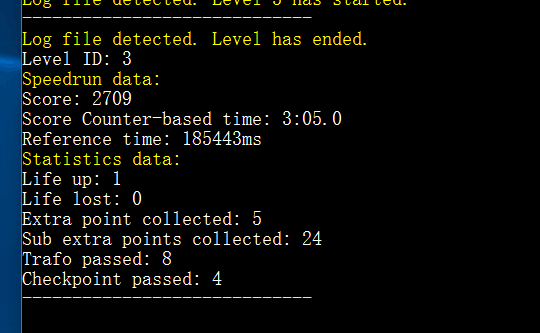 Log file detected. Level 3 has started.
-----------------------------
Log file detected. Level has ended.
Level ID: 3
Speedrun data:
Score: 2709
Score Counter-based time: 3:05.0
Reference time: 185443ms
Statistics data:
Life up: 1
Life lost: 0
Extra point collected: 5
Sub extra points collected: 24
Trafo passed: 8
Checkpoint passed: 4
-----------------------------